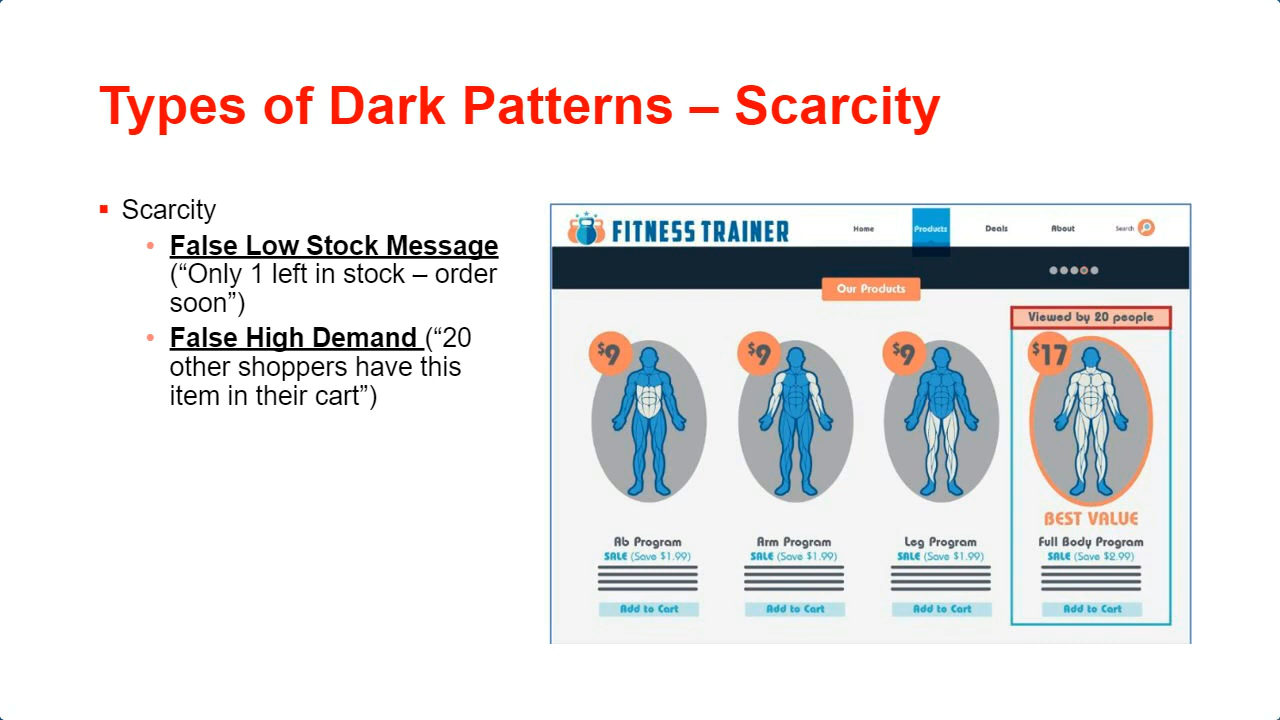 Types of Dark Patterns – Scarcity
Scarcity
False Low Stock Message
(“Only 1 left in stock – order
soon”)
False High Demand (“20
other shoppers have this
item in their cart”)
FITNESS TRAINER
Home
Products
Deals
About
Search
Our Products
Viewed by 20 people
$9
$9
$9
$17
BEST VALUE
Ab Program
SALE (Save $1.99)
Add to Cart
Arm Program
SALE (Save $1.99)
Add to Cart
Leg Program
SALE (Save $1.99)
Add to Cart
Full Body Program
SALE (Save $2.99)
Add to Cart